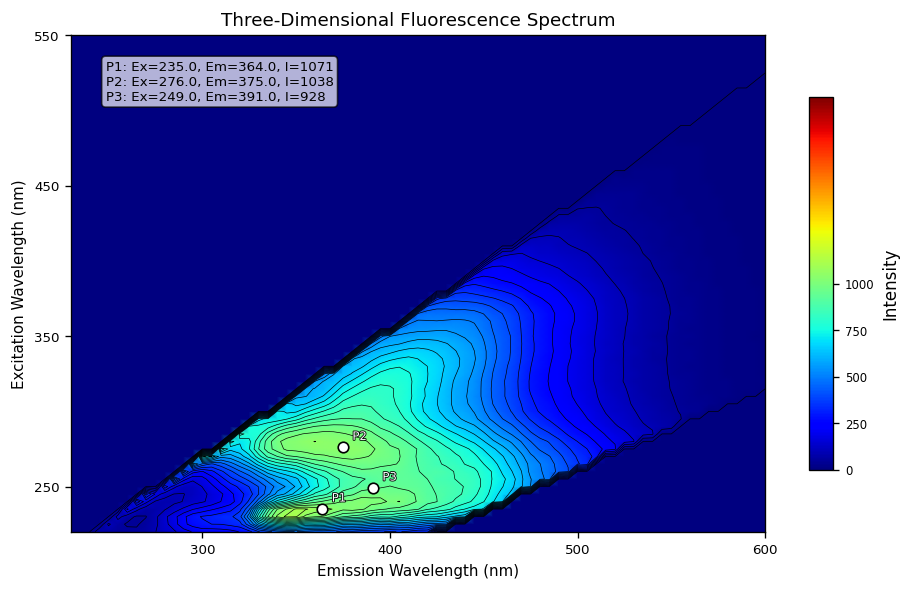 Three-Dimensional Fluorescence Spectrum
550
450
350
250
Excitation Wavelength (nm)
P1: Ex=235.0, Em=364.0, I=1071
P2: Ex=276.0, Em=375.0, I=1038
P3: Ex=249.0, Em=391.0, I=928
P2
P3
P1
300
400
500
600
Emission Wavelength (nm)
1000
750
500
250
0
Intensity